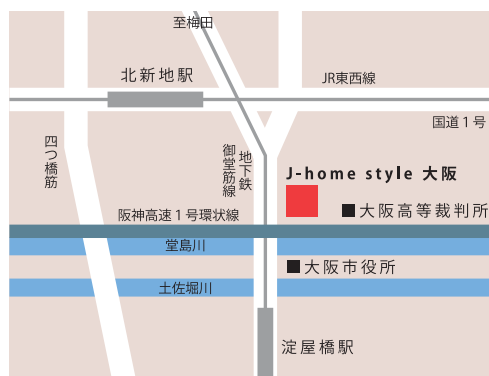 至梅田
北新地駅
JR東西線
国道1号
四つ橋筋
地下鉄
御堂筋線
J-home style 大阪
大阪高等裁判所
阪神高速1号環状線
堂島川
大阪市役所
土佐堀川
淀屋橋駅